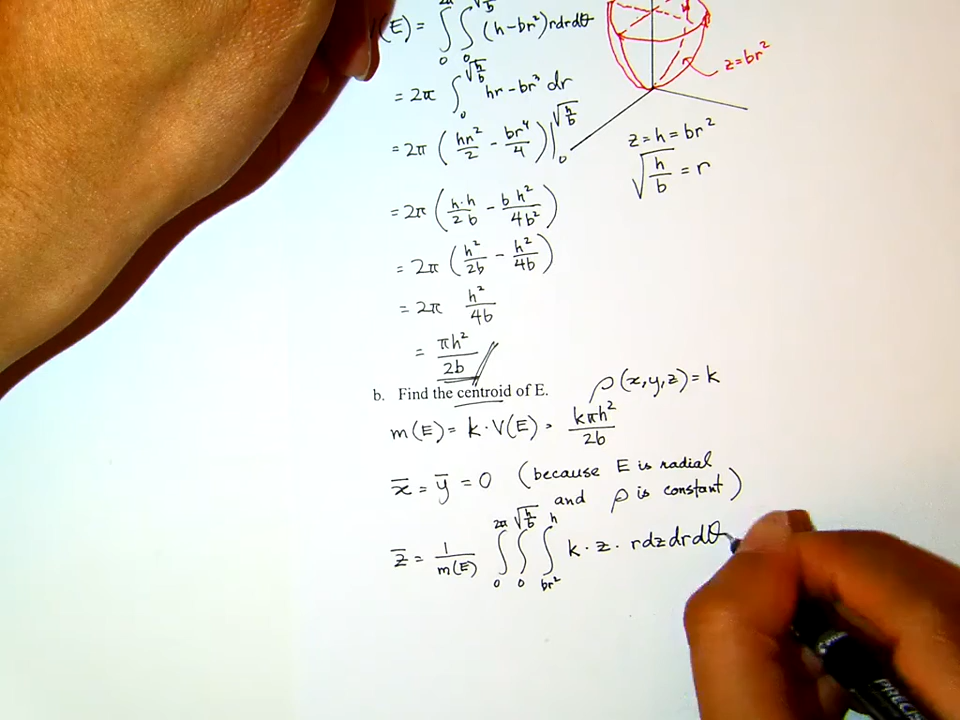 (E) = ∫₀^2π ∫₀^√(h/b) (h-br²) r dr dθ
z=br²
= 2π ∫₀^√(h/b) hr - br³ dr
= 2π (hr²/2 - br⁴/4) |₀^√(h/b)
z = h = br²
√(h/b) = r
= 2π (h·h/2b - b h²/4b²)
= 2π (h²/2b - h²/4b)
= 2π h²/4b
= πh²/2b
b. Find the centroid of E. ρ(x,y,z) = k
m(E) = k·V(E) = kπh²/2b
x̄ = ȳ = 0 (because E is radial
and ρ is constant)
z̄ = 1/m(E) ∫₀^2π ∫₀^√(h/b) ∫_br²^h k · z · r dz dr dθ